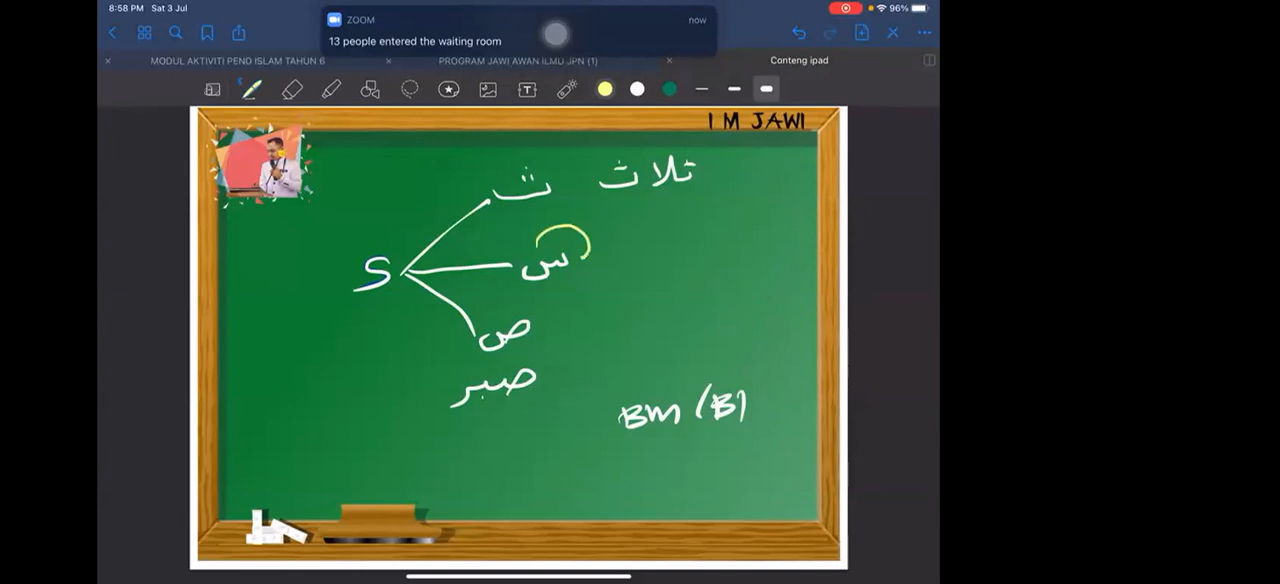 8:58 PM Sat 3 Jul
96%
ZOOM
now
13 people entered the waiting room
MODUL AKTIVITI PEND ISLAM TAHUN 6
PROGRAM JAWI AWAN ILMU JPN (1)
Conteng ipad
I M JAWI
ث ثلاث
S س
ص
صبر
BM (B)